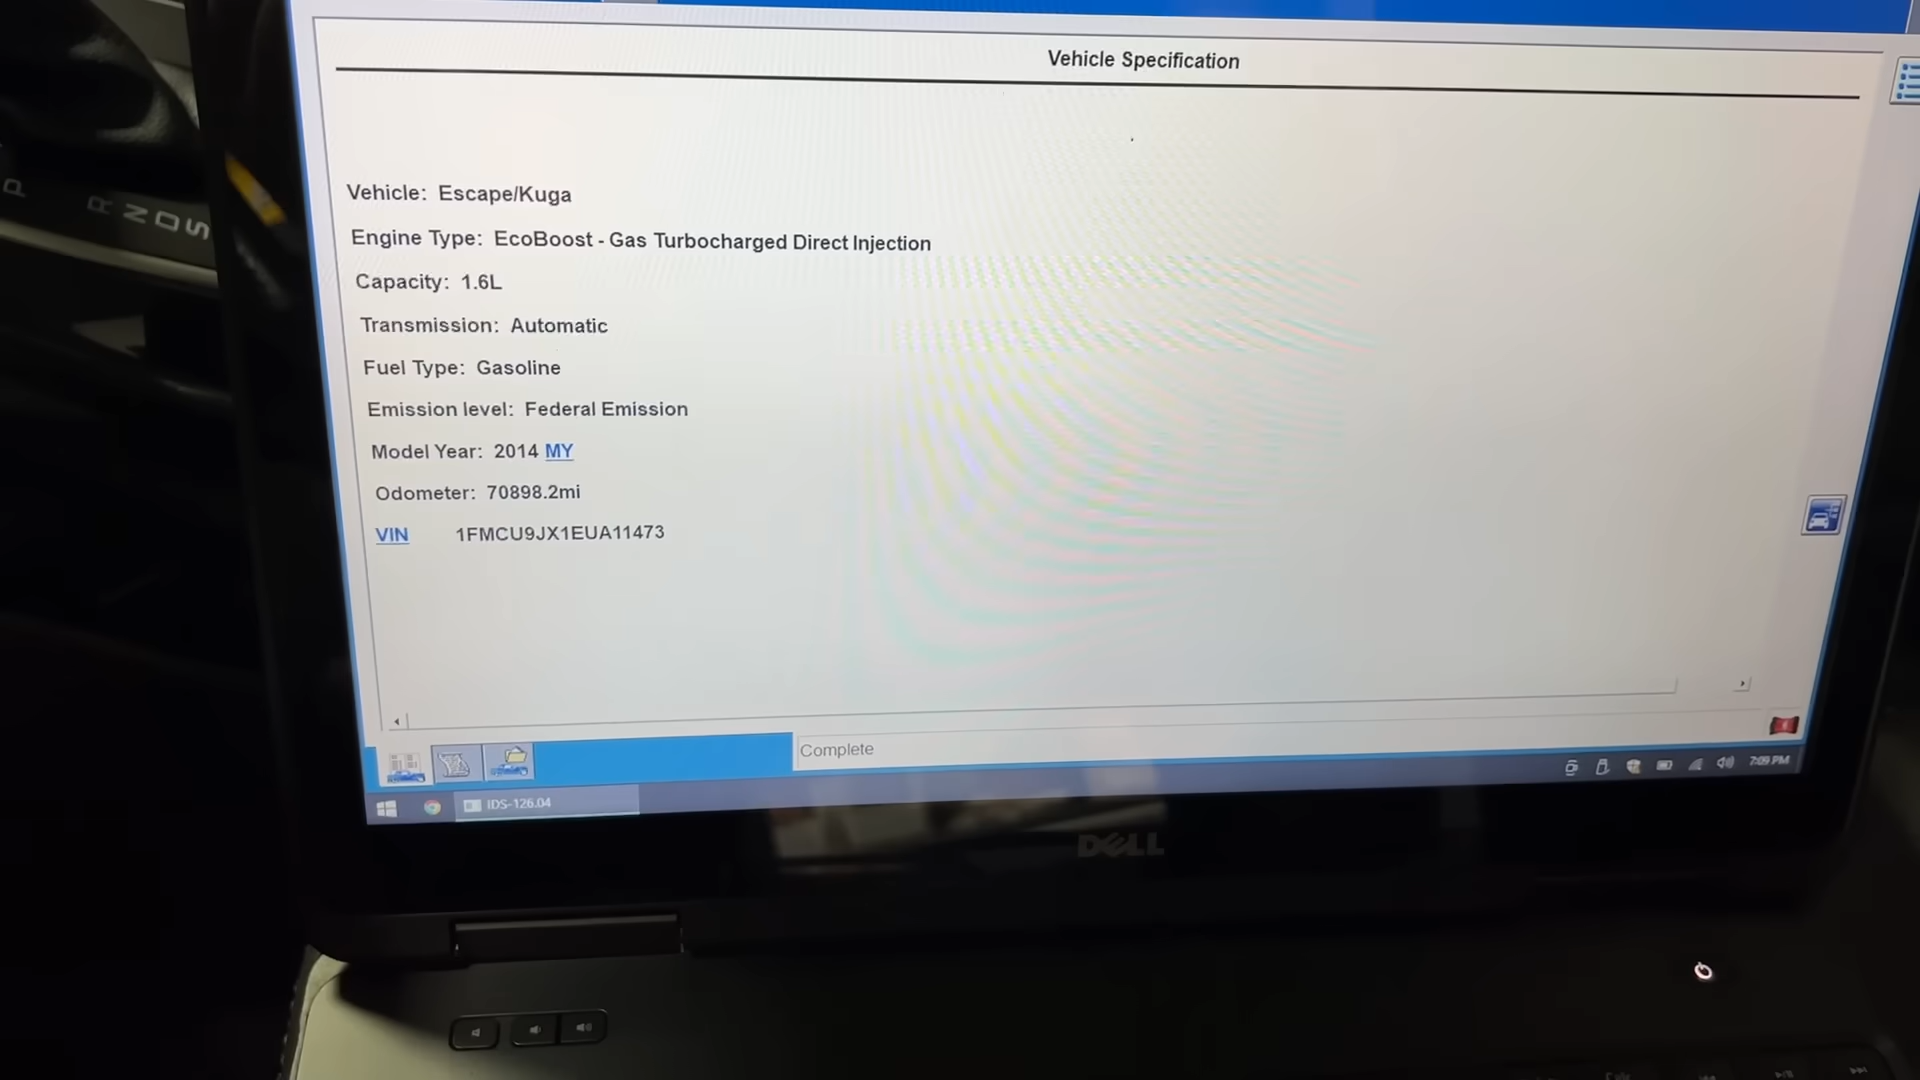 Vehicle Specification
Vehicle: Escape/Kuga
Engine Type: EcoBoost - Gas Turbocharged Direct Injection
Capacity: 1.6L
Transmission: Automatic
Fuel Type: Gasoline
Emission level: Federal Emission
Model Year: 2014 MY
Odometer: 70898.2mi
VIN 1FMCU9JX1EUA11473
Complete
IDS-126.04
7:09 PM
DELL
P R N D S